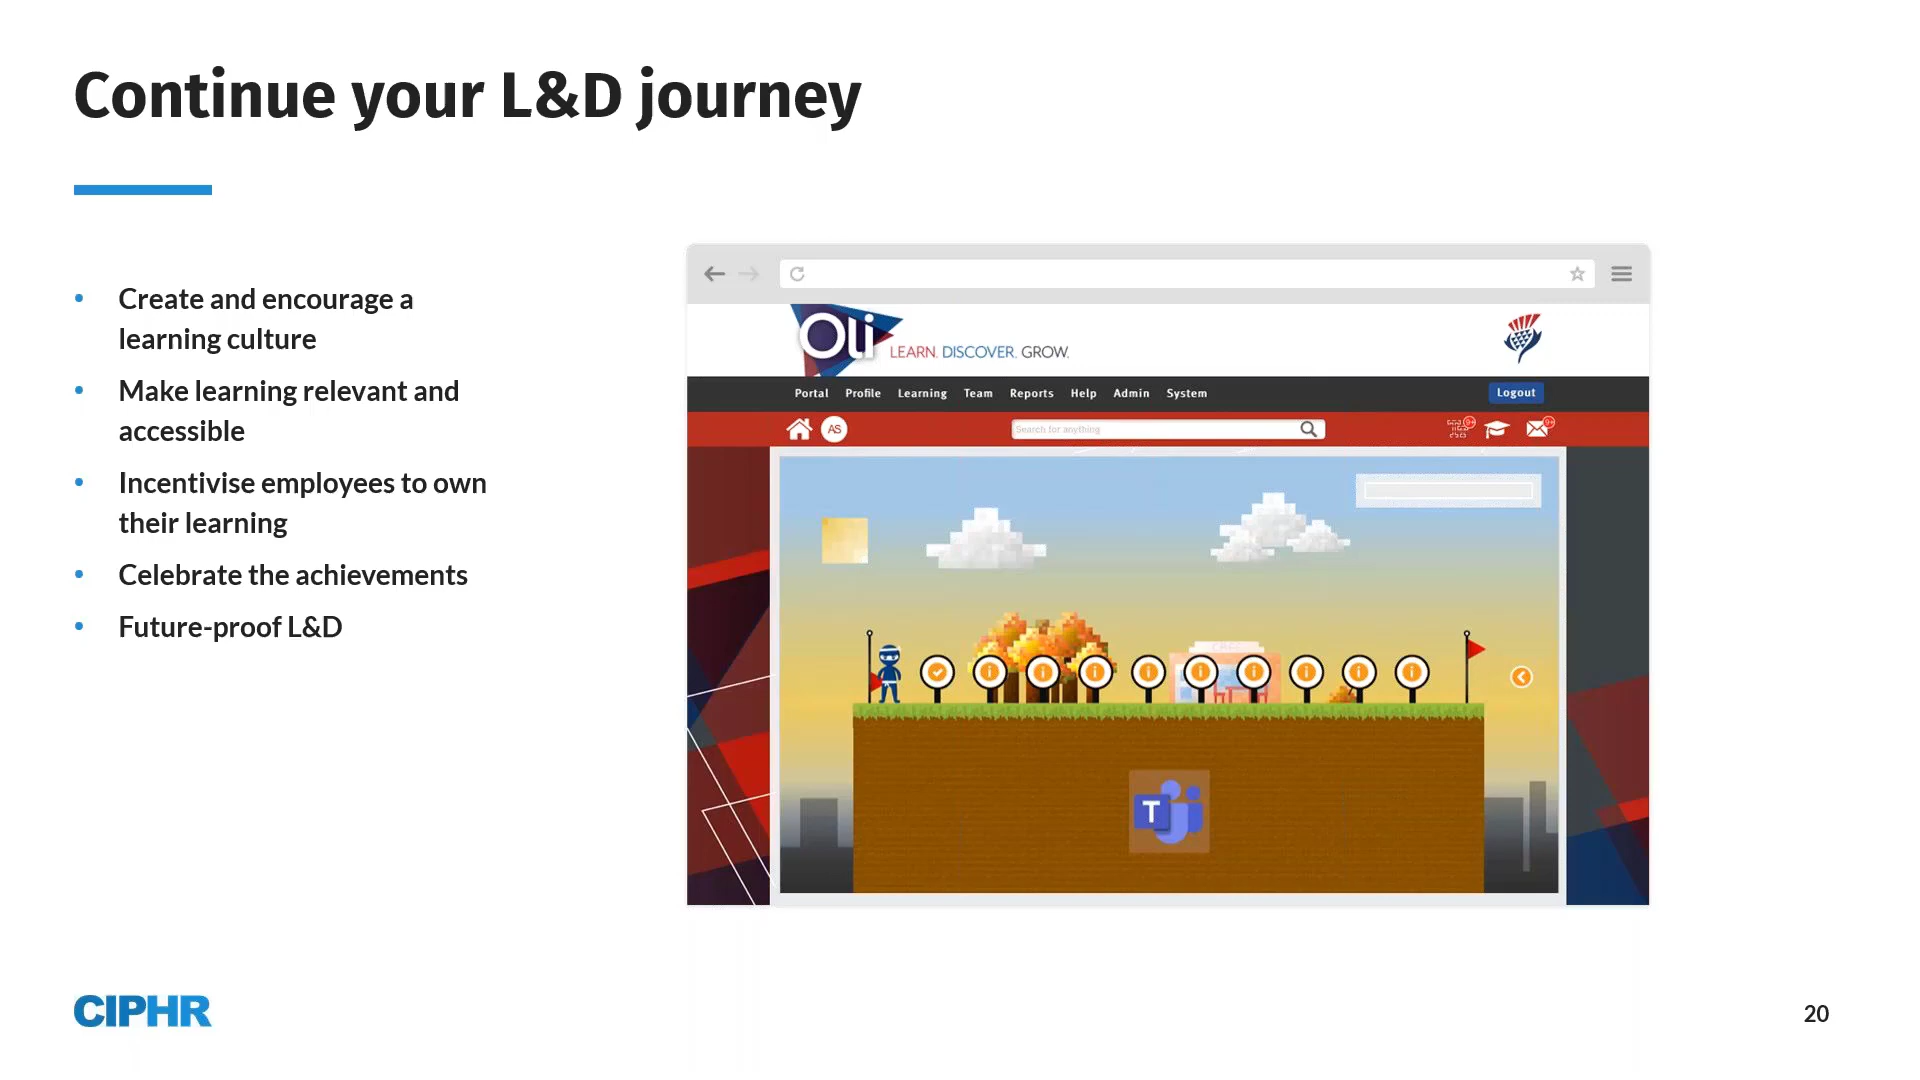 Continue your L&D journey
• Create and encourage a
learning culture
• Make learning relevant and
accessible
• Incentivise employees to own
their learning
• Celebrate the achievements
• Future-proof L&D
Oli LEARN. DISCOVER. GROW.
Portal Profile Learning Team Reports Help Admin System Logout
AS Search for anything 9+ 9+
T
CIPHR
20